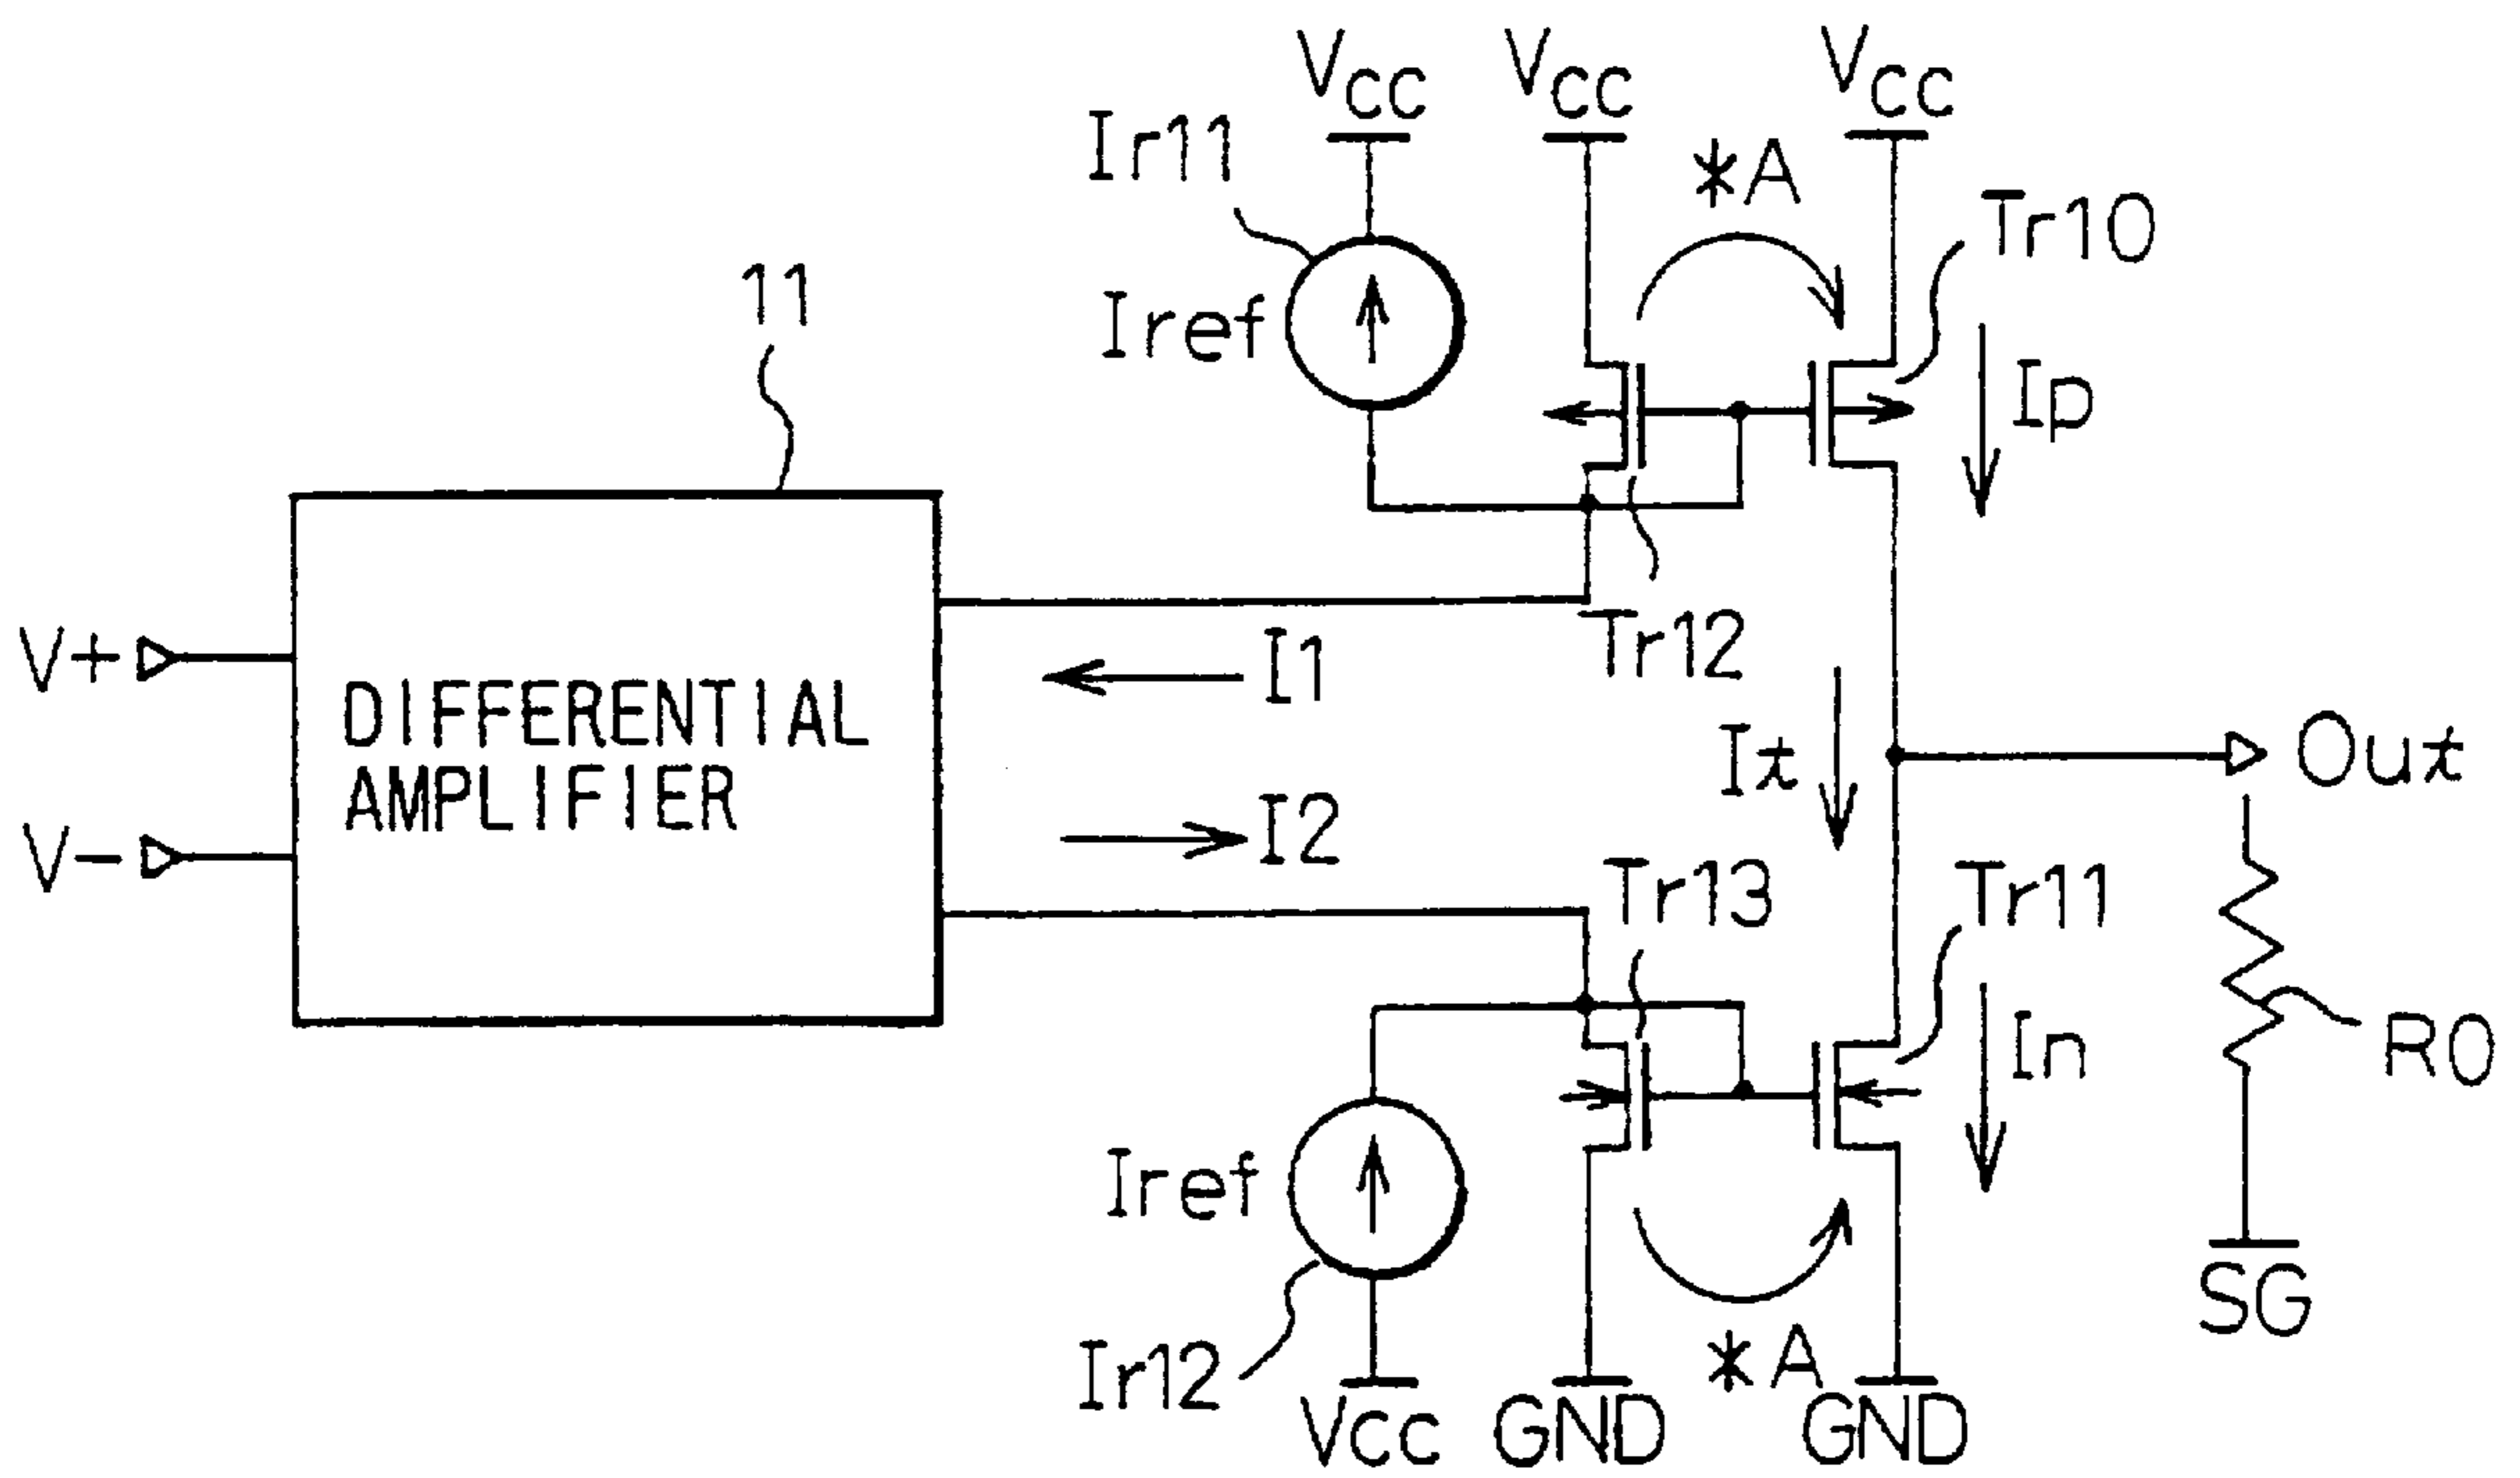 Vcc Vcc Vcc
Ir11
*A
Tr10
11
Iref
Ip
V+
I1
Tr12
DIFFERENTIAL
AMPLIFIER
It
Out
V-
I2
Tr13
Tr11
In
R0
Iref
SG
Ir12
*A
Vcc GND GND